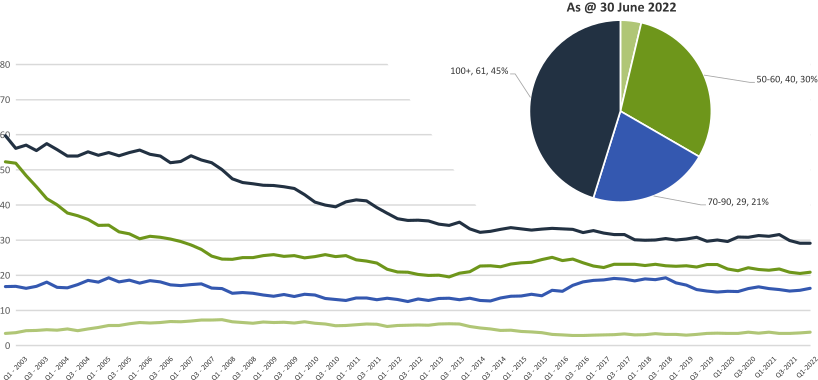 As @ 30 June 2022
100+, 61, 45%
50-60, 40, 30%
70-90, 29, 21%
80
70
60
50
40
30
20
10
0
Q1 - 2003
Q3 - 2003
Q1 - 2004
Q3 - 2004
Q1 - 2005
Q3 - 2005
Q1 - 2006
Q3 - 2006
Q1 - 2007
Q3 - 2007
Q1 - 2008
Q3 - 2008
Q1 - 2009
Q3 - 2009
Q1 - 2010
Q3 - 2010
Q1 - 2011
Q3 - 2011
Q1 - 2012
Q3 - 2012
Q1 - 2013
Q3 - 2013
Q1 - 2014
Q3 - 2014
Q1 - 2015
Q3 - 2015
Q1 - 2016
Q3 - 2016
Q1 - 2017
Q3 - 2017
Q1 - 2018
Q3 - 2018
Q1 - 2019
Q3 - 2019
Q1-2020
Q3-2020
Q1-2021
Q3-2021
Q1-2022